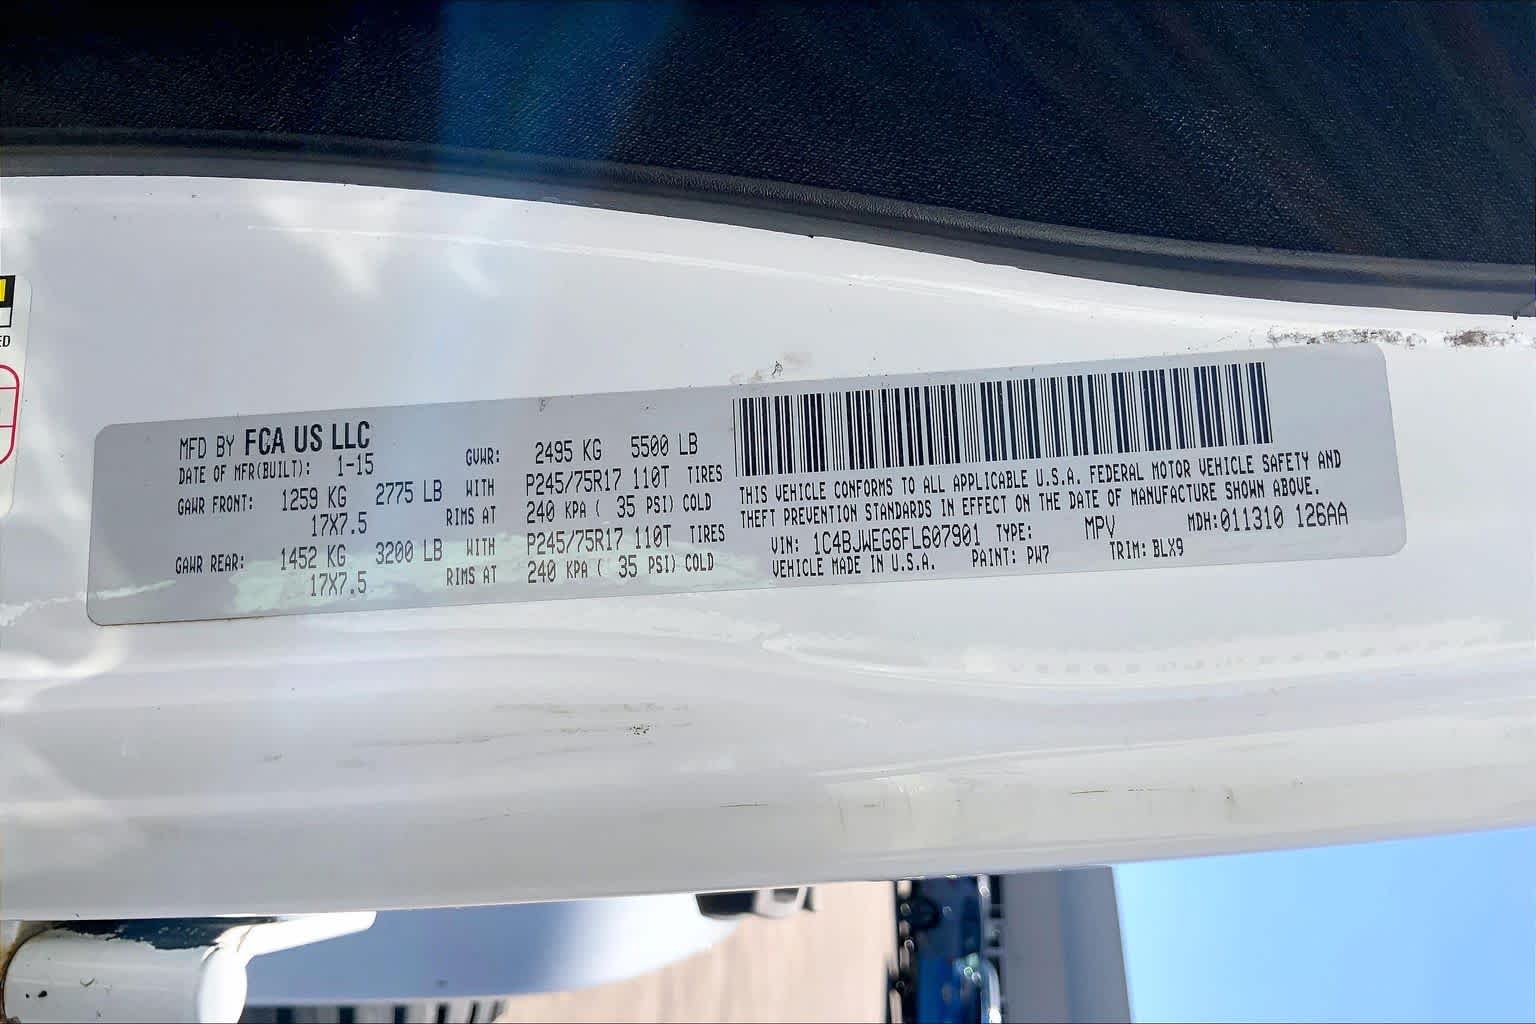 ED
MFD BY FCA US LLC
DATE OF MFR(BUILT): 1-15
GVWR: 2495 KG 5500 LB
GAWR FRONT: 1259 KG 2775 LB WITH P245/75R17 110T TIRES
17X7.5 RIMS AT 240 KPA ( 35 PSI) COLD
GAWR REAR: 1452 KG 3200 LB WITH P245/75R17 110T TIRES
17X7.5 RIMS AT 240 KPA ( 35 PSI) COLD
THIS VEHICLE CONFORMS TO ALL APPLICABLE U.S.A. FEDERAL MOTOR VEHICLE SAFETY AND
THEFT PREVENTION STANDARDS IN EFFECT ON THE DATE OF MANUFACTURE SHOWN ABOVE.
VIN: 1C4BJWEG6FL607901 TYPE: MPV MDH:011310 126AA
VEHICLE MADE IN U.S.A. PAINT: PW7 TRIM: BLX9